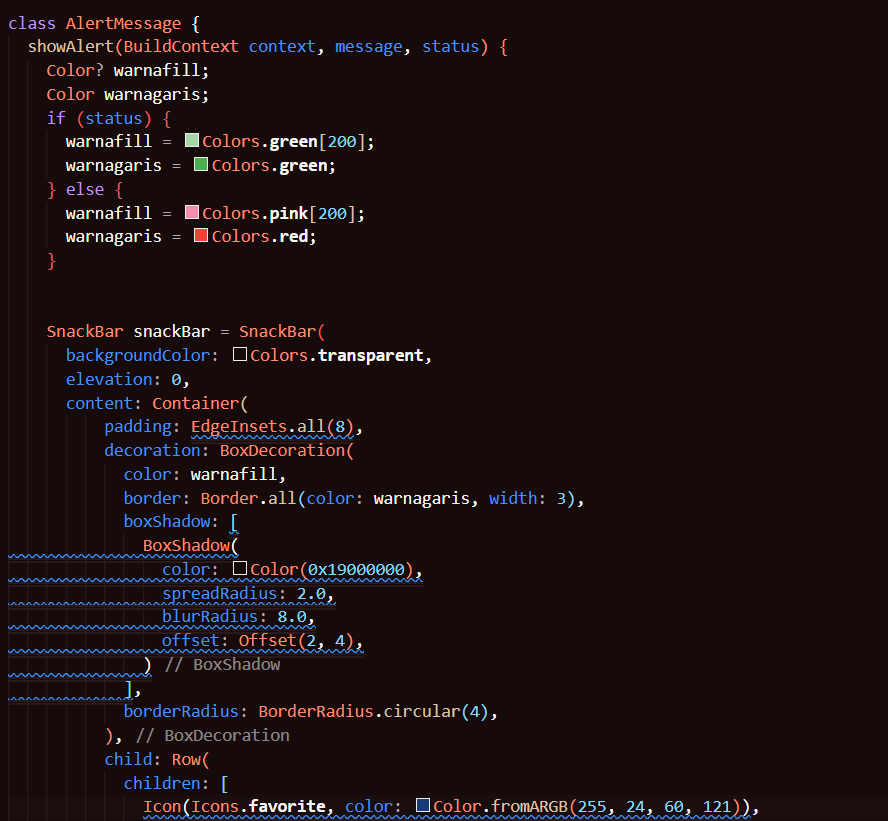 class AlertMessage {
  showAlert(BuildContext context, message, status) {
    Color? warnafill;
    Color warnagaris;
    if (status) {
      warnafill = Colors.green[200];
      warnagaris = Colors.green;
    } else {
      warnafill = Colors.pink[200];
      warnagaris = Colors.red;
    }
    SnackBar snackBar = SnackBar(
      backgroundColor: Colors.transparent,
      elevation: 0,
      content: Container(
          padding: EdgeInsets.all(8),
          decoration: BoxDecoration(
            color: warnafill,
            border: Border.all(color: warnagaris, width: 3),
            boxShadow: [
              BoxShadow(
                color: Color(0x19000000),
                spreadRadius: 2.0,
                blurRadius: 8.0,
                offset: Offset(2, 4),
              ) // BoxShadow
            ],
            borderRadius: BorderRadius.circular(4),
          ), // BoxDecoration
          child: Row(
            children: [
              Icon(Icons.favorite, color: Color.fromARGB(255, 24, 60, 121)),